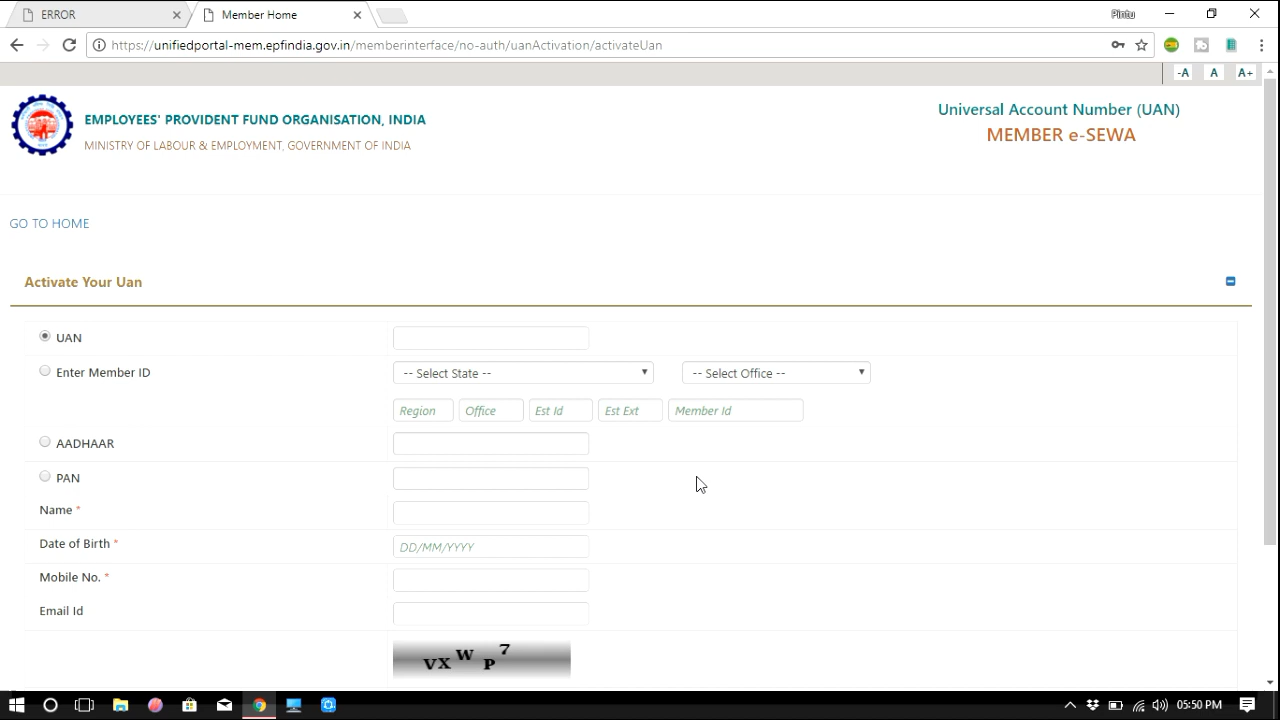 ERROR
Member Home
Pintu
https://unifiedportal-mem.epfindia.gov.in/memberinterface/no-auth/uanActivation/activateUan
-A A A+
EMPLOYEES' PROVIDENT FUND ORGANISATION, INDIA
MINISTRY OF LABOUR & EMPLOYMENT, GOVERNMENT OF INDIA
Universal Account Number (UAN)
MEMBER e-SEWA
GO TO HOME
Activate Your Uan
UAN
Enter Member ID
-- Select State --
-- Select Office --
Region
Office
Est Id
Est Ext
Member Id
AADHAAR
PAN
Name *
Date of Birth *
DD/MM/YYYY
Mobile No. *
Email Id
VXWP7
05:50 PM